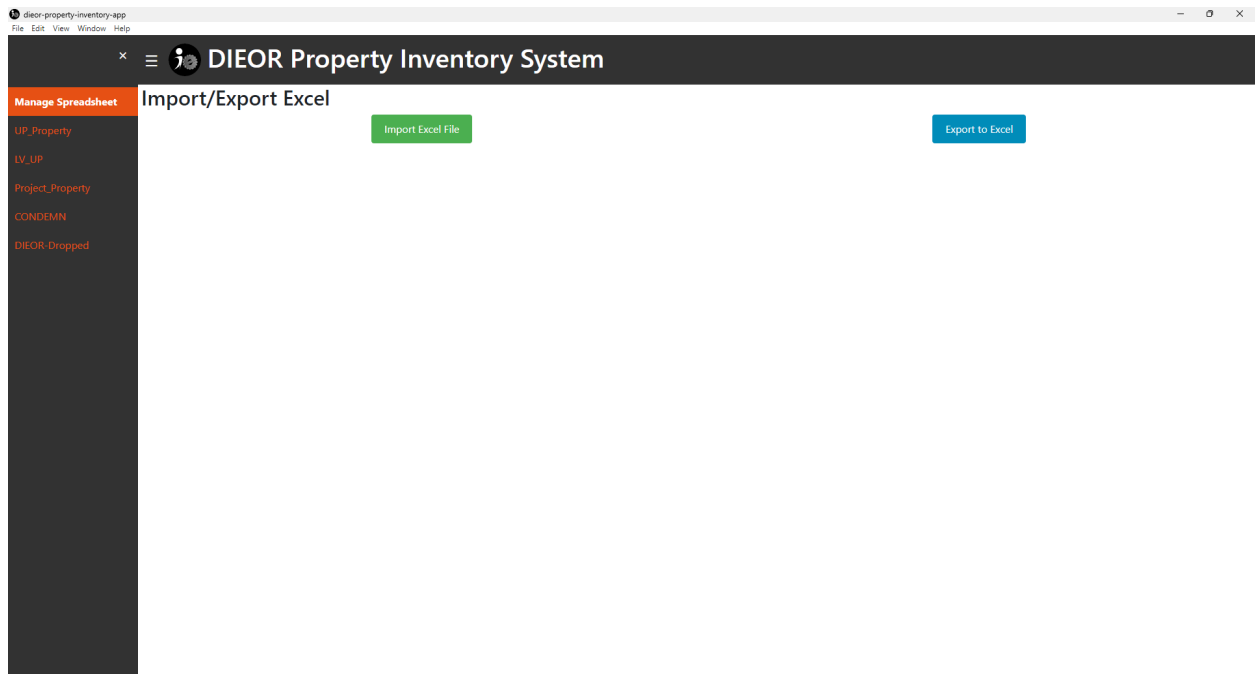 dieor-property-inventory-app
File Edit View Window Help
× ☰ DIEOR Property Inventory System
Manage Spreadsheet
UP_Property
LV_UP
Project_Property
CONDEMN
DIEOR-Dropped
Import/Export Excel
Import Excel File
Export to Excel